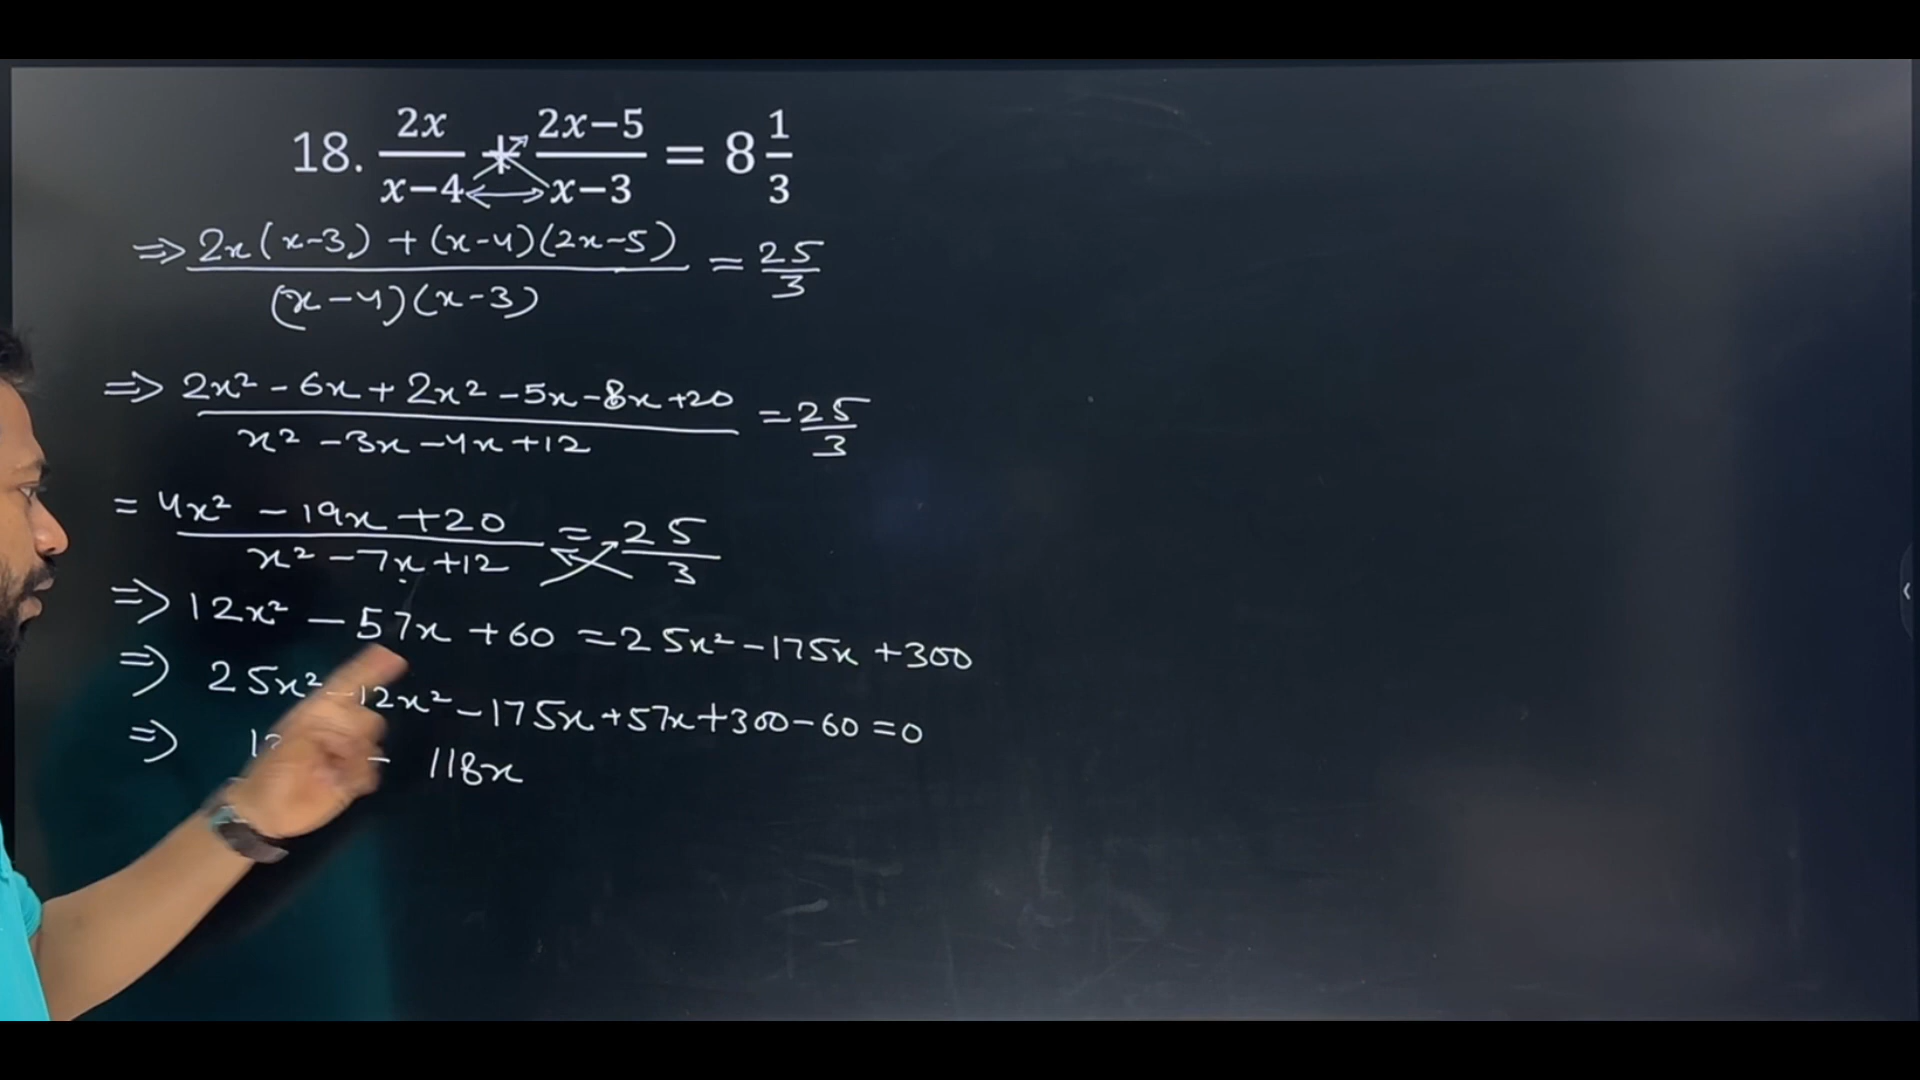 18. 2x/(x−4) + (2x−5)/(x−3) = 8 1/3
⇒ (2x(x-3) + (x-4)(2x-5))/((x-4)(x-3)) = 25/3
⇒ (2x² - 6x + 2x² - 5x - 8x + 20)/(x² - 3x - 4x + 12) = 25/3
= (4x² - 19x + 20)/(x² - 7x + 12) = 25/3
⇒ 12x² - 57x + 60 = 25x² - 175x + 300
⇒ 25x² - 12x² - 175x + 57x + 300 - 60 = 0
⇒ - 118x